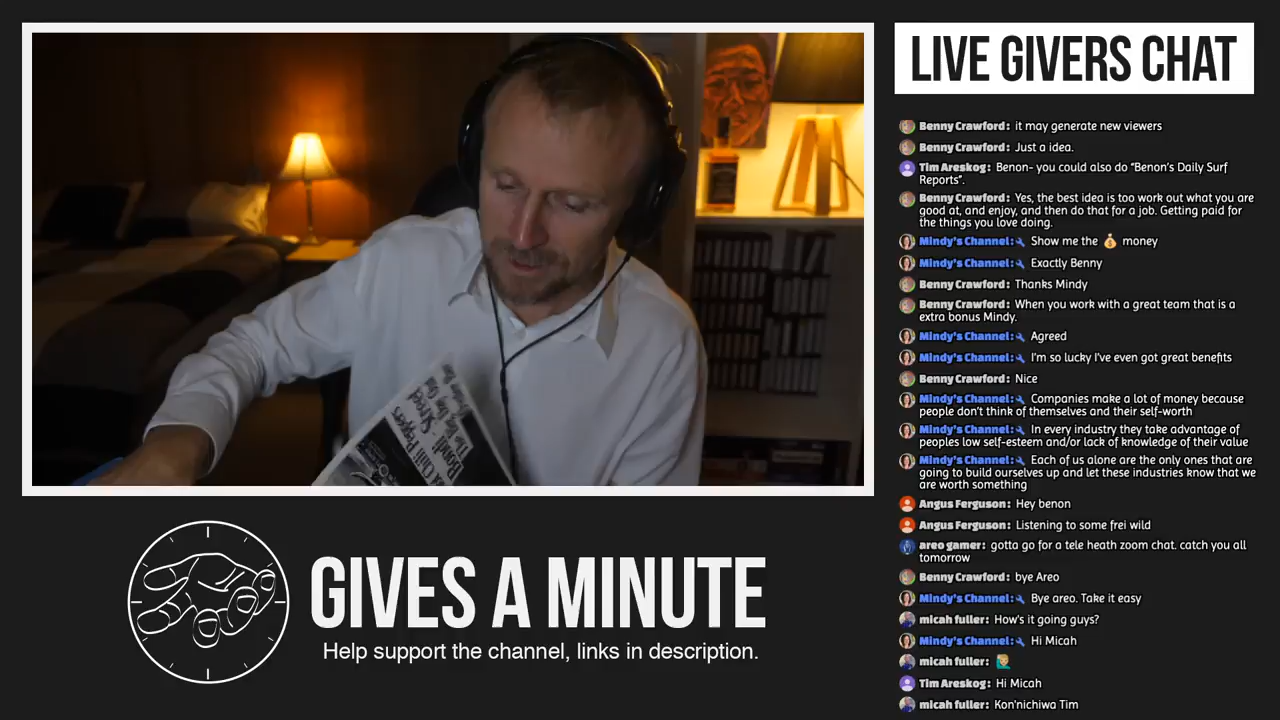 LIVE GIVERS CHAT
Benny Crawford: it may generate new viewers
Benny Crawford: Just a idea.
Tim Areskog: Benon- you could also do “Benon's Daily Surf
Reports”.
Benny Crawford: Yes, the best idea is too work out what you are
good at, and enjoy, and then do that for a job. Getting paid for
the things you love doing.
Mindy's Channel: Show me the 💰 money
Mindy's Channel: Exactly Benny
Benny Crawford: Thanks Mindy
Benny Crawford: When you work with a great team that is a
extra bonus Mindy.
Mindy's Channel: Agreed
Mindy's Channel: I'm so lucky I've even got great benefits
Benny Crawford: Nice
Mindy's Channel: Companies make a lot of money because
people don't think of themselves and their self-worth
Mindy's Channel: In every industry they take advantage of
peoples low self-esteem and/or lack of knowledge of their value
Mindy's Channel: Each of us alone are the only ones that are
going to build ourselves up and let these industries know that we
are worth something
Angus Ferguson: Hey benon
Angus Ferguson: Listening to some frei wild
areo gamer: gotta go for a tele heath zoom chat. catch you all
tomorrow
Benny Crawford: bye Areo
Mindy's Channel: Bye areo. Take it easy
micah fuller: How's it going guys?
Mindy's Channel: Hi Micah
micah fuller: 🙋🏼‍♂️
Tim Areskog: Hi Micah
micah fuller: Kon'nichiwa Tim
GIVES A MINUTE
Help support the channel, links in description.